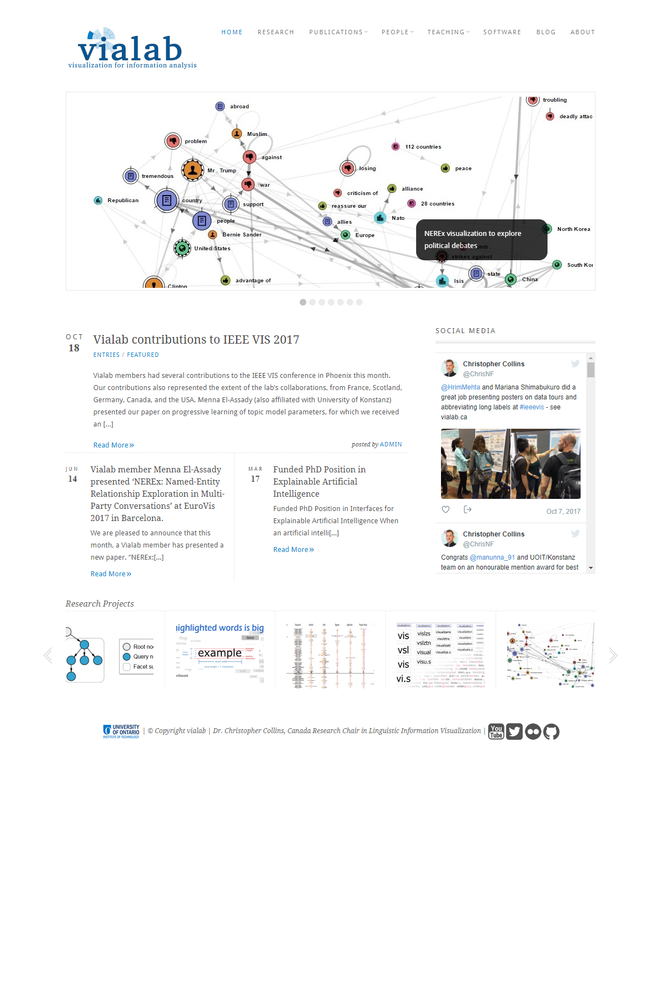 vialab
visualization for information analysis
HOME RESEARCH PUBLICATIONS PEOPLE TEACHING SOFTWARE BLOG ABOUT
abroad
troubling
deadly attac
Muslim
problem
112 countries
against
losing
peace
Mr . Trump
tremendous
war
alliance
criticism of
Republican
country
support
28 countries
reassure our
Nato
people
allies
North Korea
Bernie Sander
Europe
NEREx visualization to explore
political debates
United States
strikes against
South Kor
state
advantage of
Isis
China
Clinton
OCT
18
Vialab contributions to IEEE VIS 2017
ENTRIES / FEATURED
Vialab members had several contributions to the IEEE VIS conference in Phoenix this month.
Our contributions also represented the extent of the lab’s collaborations, from France, Scotland,
Germany, Canada, and the USA. Menna El-Assady (also affiliated with University of Konstanz)
presented our paper on progressive learning of topic model parameters, for which we received
an [...]
Read More»
posted by ADMIN
JUN
14
Vialab member Menna El-Assady
presented ‘NEREx: Named-Entity
Relationship Exploration in Multi-
Party Conversations’ at EuroVis
2017 in Barcelona.
We are pleased to announce that this
month, a Vialab member has presented a
new paper. “NEREx:[...]
Read More»
MAR
17
Funded PhD Position in
Explainable Artificial
Intelligence
Funded PhD Position in Interfaces for
Explainable Artificial Intelligence When
an artificial intelli[...]
Read More»
SOCIAL MEDIA
Christopher Collins
@ChrisNF
@HrimMehta and Mariana Shimabukuro did a
great job presenting posters on data tours and
abbreviating long labels at #ieeevis - see
vialab.ca
Oct 7, 2017
Christopher Collins
@ChrisNF
Congrats @manunna_91 and UOIT/Konstanz
team on an honourable mention award for best
Research Projects
Root no
Query n
Facet su
highlighted words is big
example
word width
word length = 7 characters
vis
vsl
vis
vi.s
vislzs
vslztn
visual
visu.s
visualizans
visulztns
visualizati
visualiza.s
UNIVERSITY
OF ONTARIO
INSTITUTE OF TECHNOLOGY
| © Copyright vialab | Dr. Christopher Collins, Canada Research Chair in Linguistic Information Visualization |
You
Tube